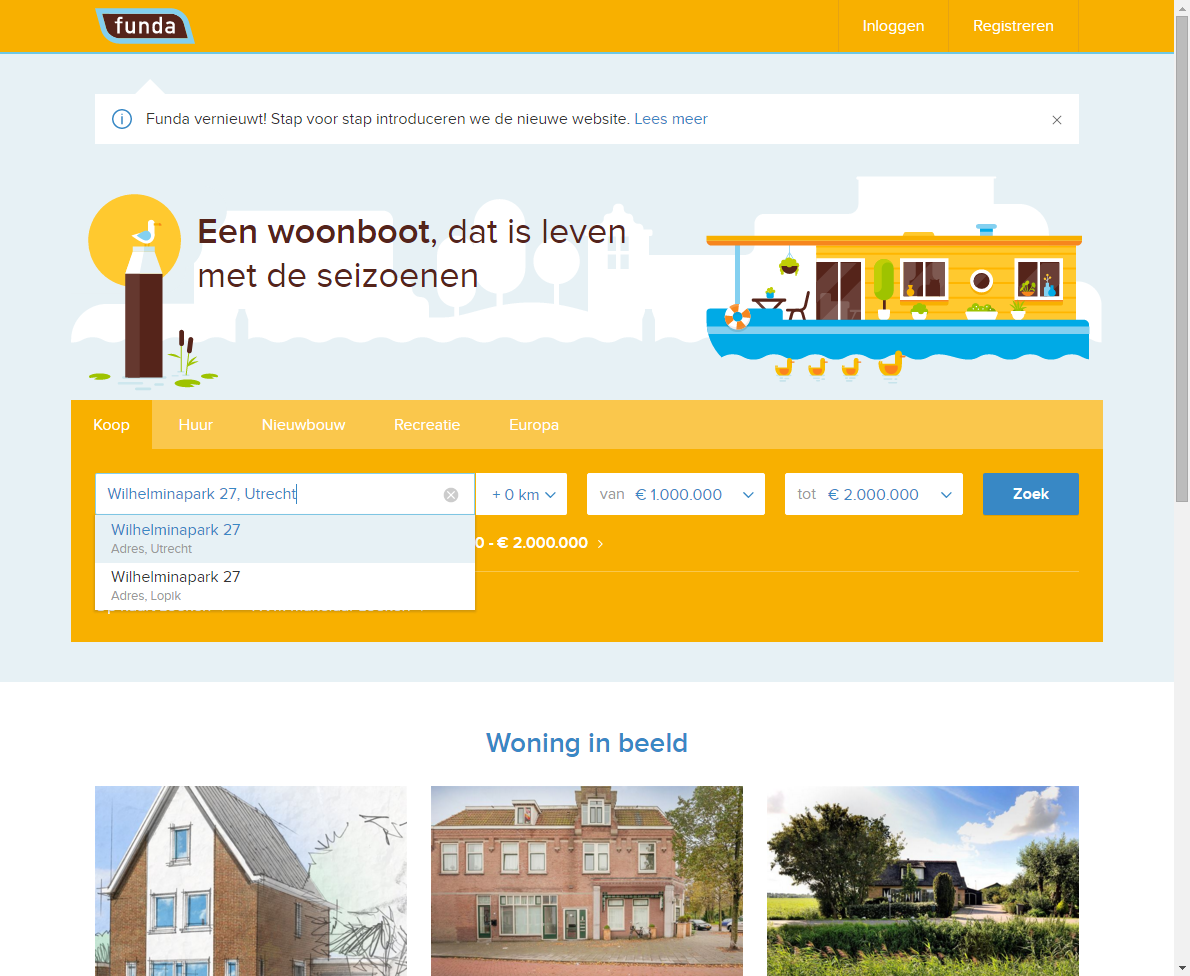 funda
Inloggen
Registreren
Funda vernieuwt! Stap voor stap introduceren we de nieuwe website. Lees meer
Een woonboot, dat is leven
met de seizoenen
Koop
Huur
Nieuwbouw
Recreatie
Europa
Wilhelminapark 27, Utrecht
+ 0 km
van € 1.000.000
tot € 2.000.000
Zoek
Wilhelminapark 27
Adres, Utrecht
0 - € 2.000.000
Wilhelminapark 27
Adres, Lopik
Woning in beeld